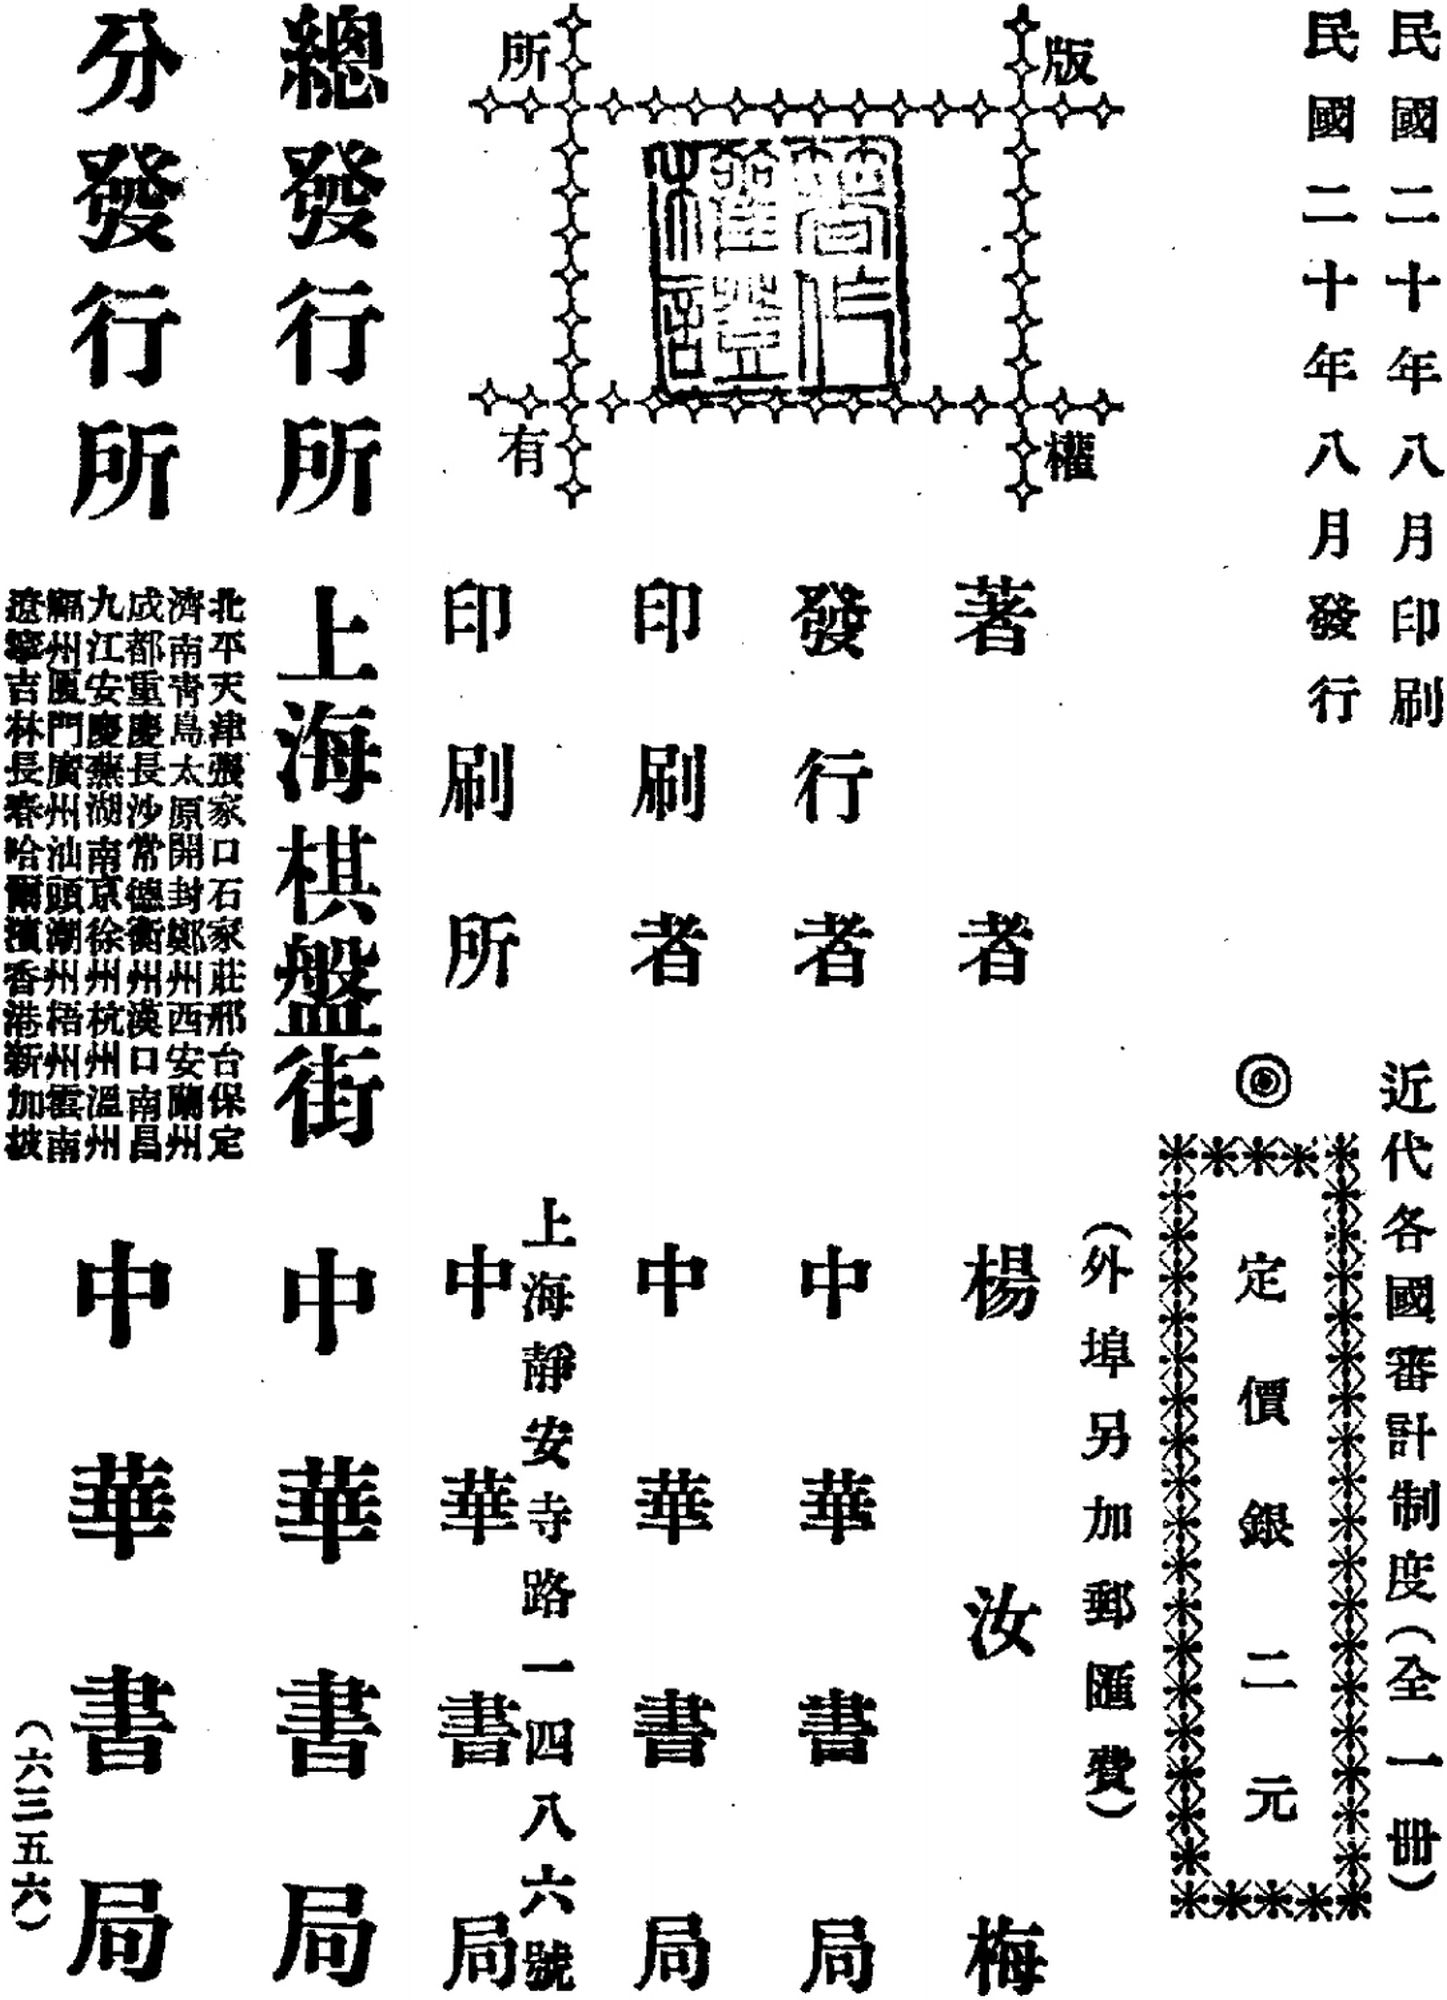 民國二十年八月印刷
民國二十年八月發行
近代各國審計制度(全一冊)
◎定價銀二元
(外埠另加郵匯費)
版權所有
著者 楊汝梅
發行者 中華書局
印刷者 中華書局
上海靜安寺路一四八六號
印刷所 中華書局
總發行所 上海棋盤街 中華書局
分發行所 中華書局
北平天津張家口石家莊邢台保定
濟南青島太原開封鄭州西安蘭州
成都重慶長沙常德衡州漢口南昌
九江安慶蕪湖南京徐州杭州溫州
福州廈門廣州汕頭潮州梧州雲南
遼寧吉林長春哈爾濱香港新加坡
(六三五六)